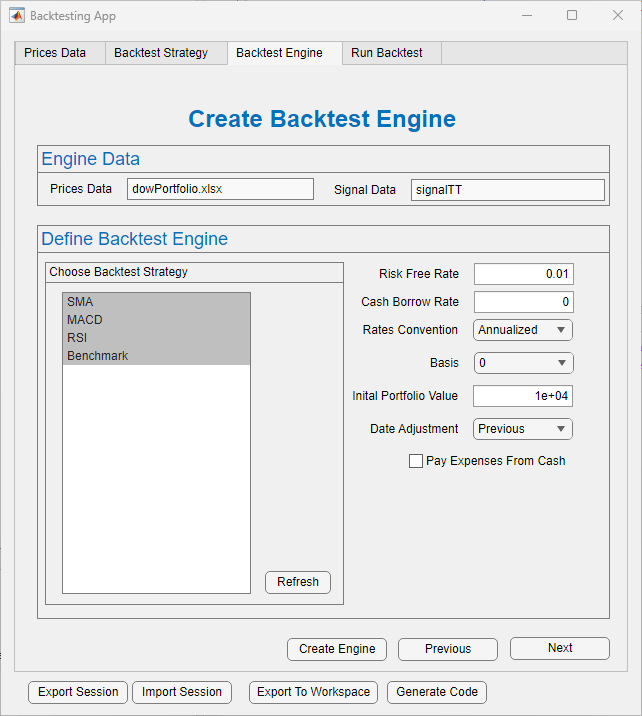 Backtesting App
Prices Data Backtest Strategy Backtest Engine Run Backtest
Create Backtest Engine
Engine Data
Prices Data dowPortfolio.xlsx Signal Data signalTT
Define Backtest Engine
Choose Backtest Strategy
SMA
MACD
RSI
Benchmark
Refresh
Risk Free Rate 0.01
Cash Borrow Rate 0
Rates Convention Annualized
Basis 0
Inital Portfolio Value 1e+04
Date Adjustment Previous
Pay Expenses From Cash
Create Engine Previous Next
Export Session Import Session Export To Workspace Generate Code